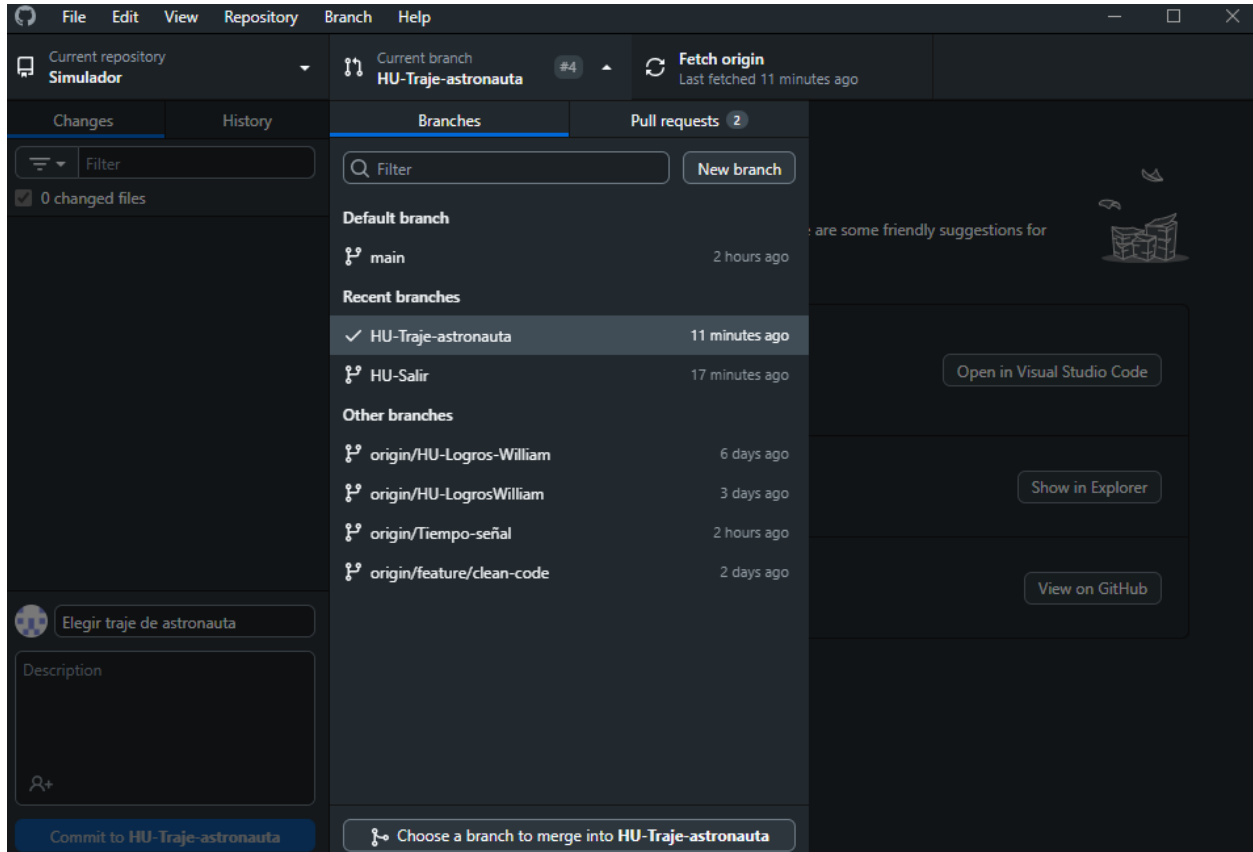 File Edit View Repository Branch Help
Current repository
Simulador
Current branch
HU-Traje-astronauta
#4
Fetch origin
Last fetched 11 minutes ago
Changes History
Branches Pull requests 2
Filter
0 changed files
Filter New branch
Default branch
main 2 hours ago
Recent branches
HU-Traje-astronauta 11 minutes ago
HU-Salir 17 minutes ago
Other branches
origin/HU-Logros-William 6 days ago
origin/HU-LogrosWilliam 3 days ago
origin/Tiempo-señal 2 hours ago
origin/feature/clean-code 2 days ago
are some friendly suggestions for
Open in Visual Studio Code
Show in Explorer
View on GitHub
Elegir traje de astronauta
Description
Commit to HU-Traje-astronauta
Choose a branch to merge into HU-Traje-astronauta